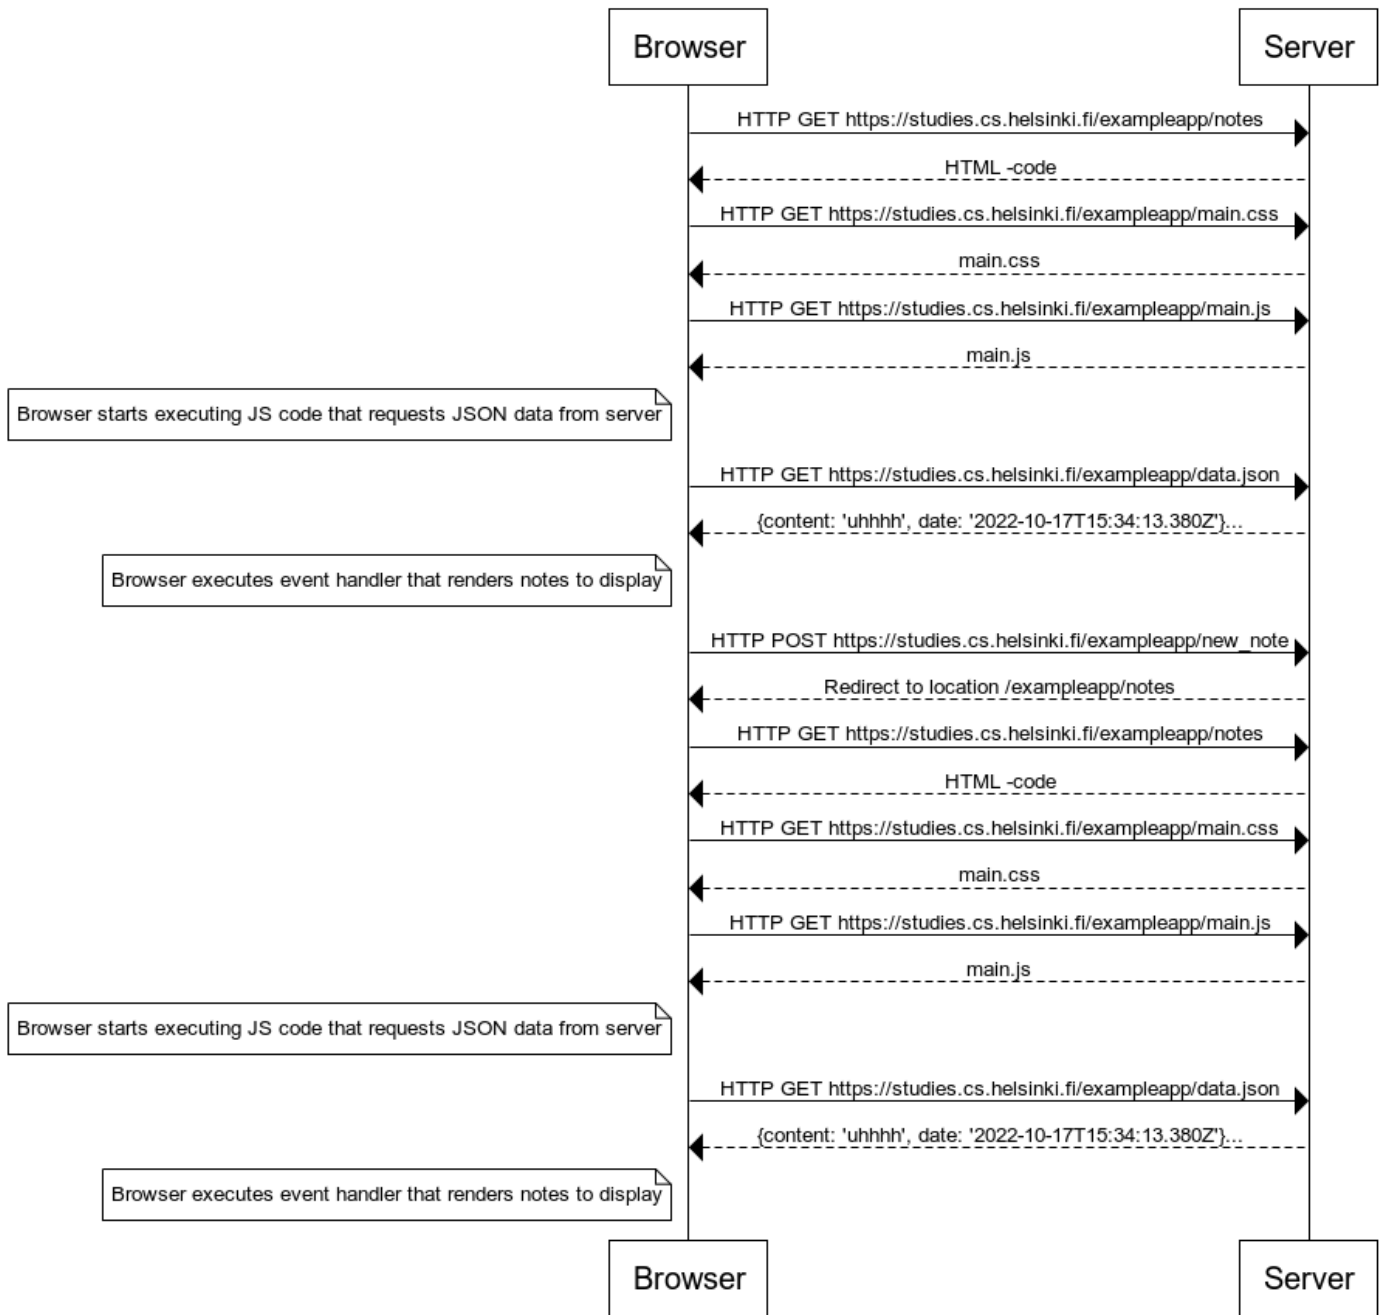 Browser
Server
HTTP GET https://studies.cs.helsinki.fi/exampleapp/notes
HTML -code
HTTP GET https://studies.cs.helsinki.fi/exampleapp/main.css
main.css
HTTP GET https://studies.cs.helsinki.fi/exampleapp/main.js
main.js
Browser starts executing JS code that requests JSON data from server
HTTP GET https://studies.cs.helsinki.fi/exampleapp/data.json
{content: 'uhhhh', date: '2022-10-17T15:34:13.380Z'}...
Browser executes event handler that renders notes to display
HTTP POST https://studies.cs.helsinki.fi/exampleapp/new_note
Redirect to location /exampleapp/notes
HTTP GET https://studies.cs.helsinki.fi/exampleapp/notes
HTML -code
HTTP GET https://studies.cs.helsinki.fi/exampleapp/main.css
main.css
HTTP GET https://studies.cs.helsinki.fi/exampleapp/main.js
main.js
Browser starts executing JS code that requests JSON data from server
HTTP GET https://studies.cs.helsinki.fi/exampleapp/data.json
{content: 'uhhhh', date: '2022-10-17T15:34:13.380Z'}...
Browser executes event handler that renders notes to display
Browser
Server